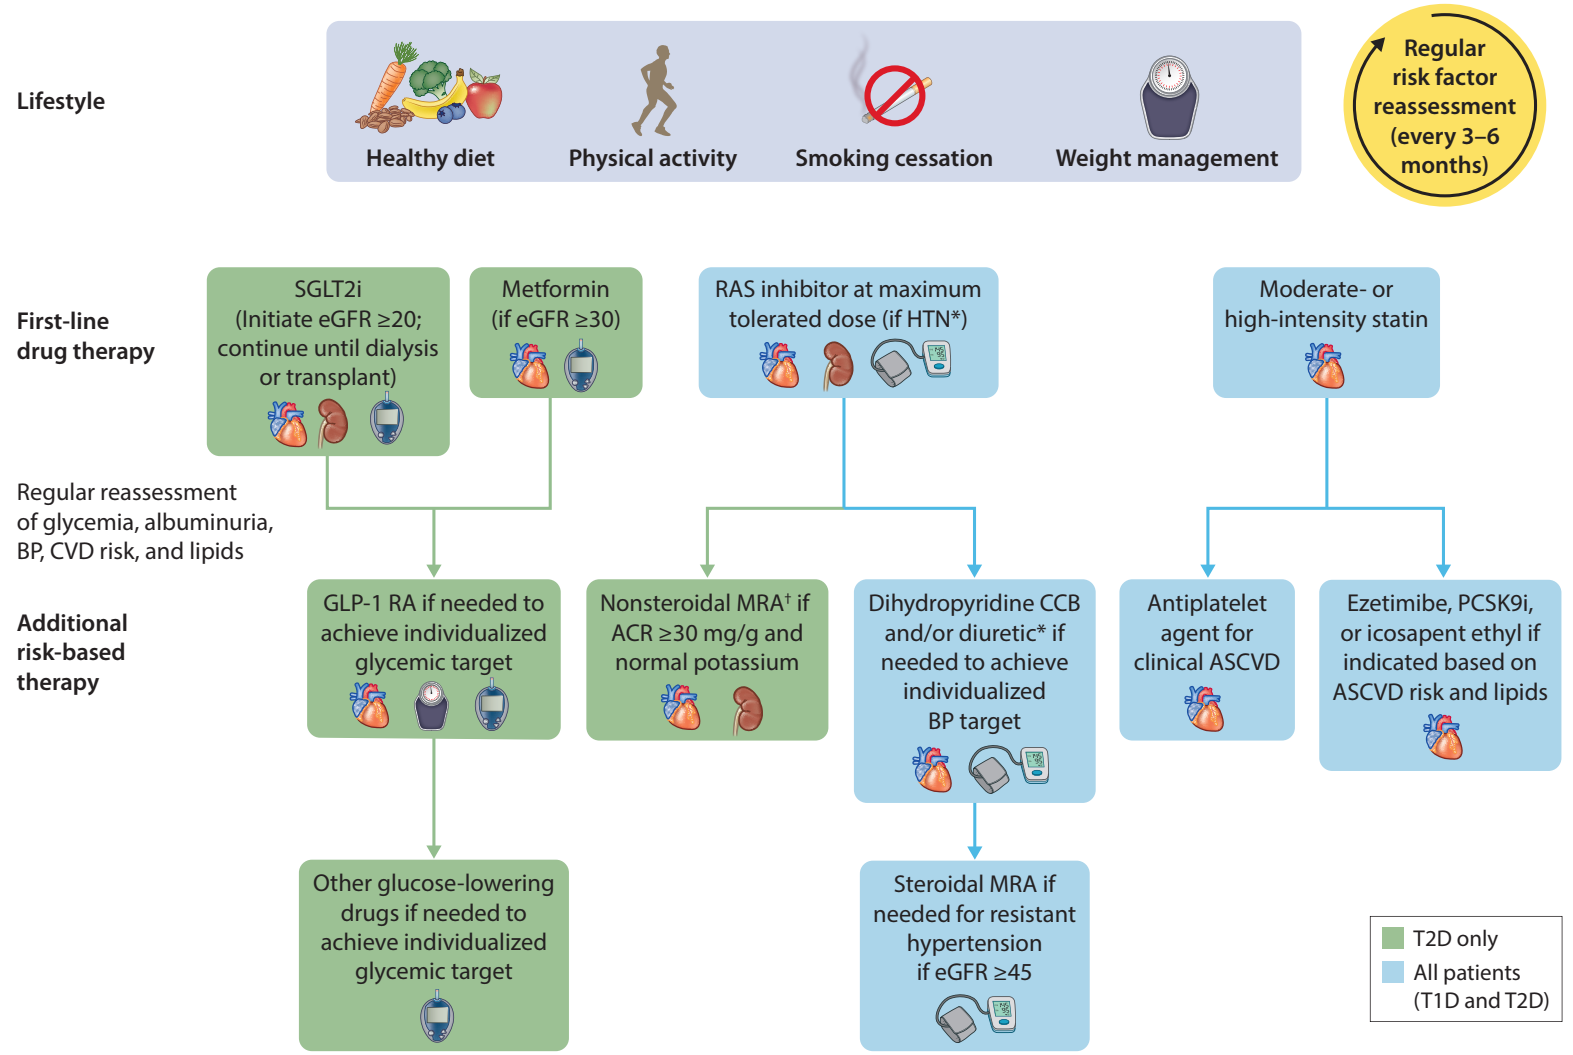 Lifestyle
Healthy diet
Physical activity
Smoking cessation
Weight management
Regular
risk factor
reassessment
(every 3–6
months)
First-line
drug therapy
SGLT2i
(Initiate eGFR ≥20;
continue until dialysis
or transplant)
Metformin
(if eGFR ≥30)
RAS inhibitor at maximum
tolerated dose (if HTN*)
Moderate- or
high-intensity statin
Regular reassessment
of glycemia, albuminuria,
BP, CVD risk, and lipids
Additional
risk-based
therapy
GLP-1 RA if needed to
achieve individualized
glycemic target
Nonsteroidal MRA† if
ACR ≥30 mg/g and
normal potassium
Dihydropyridine CCB
and/or diuretic* if
needed to achieve
individualized
BP target
Antiplatelet
agent for
clinical ASCVD
Ezetimibe, PCSK9i,
or icosapent ethyl if
indicated based on
ASCVD risk and lipids
Other glucose-lowering
drugs if needed to
achieve individualized
glycemic target
Steroidal MRA if
needed for resistant
hypertension
if eGFR ≥45
T2D only
All patients
(T1D and T2D)